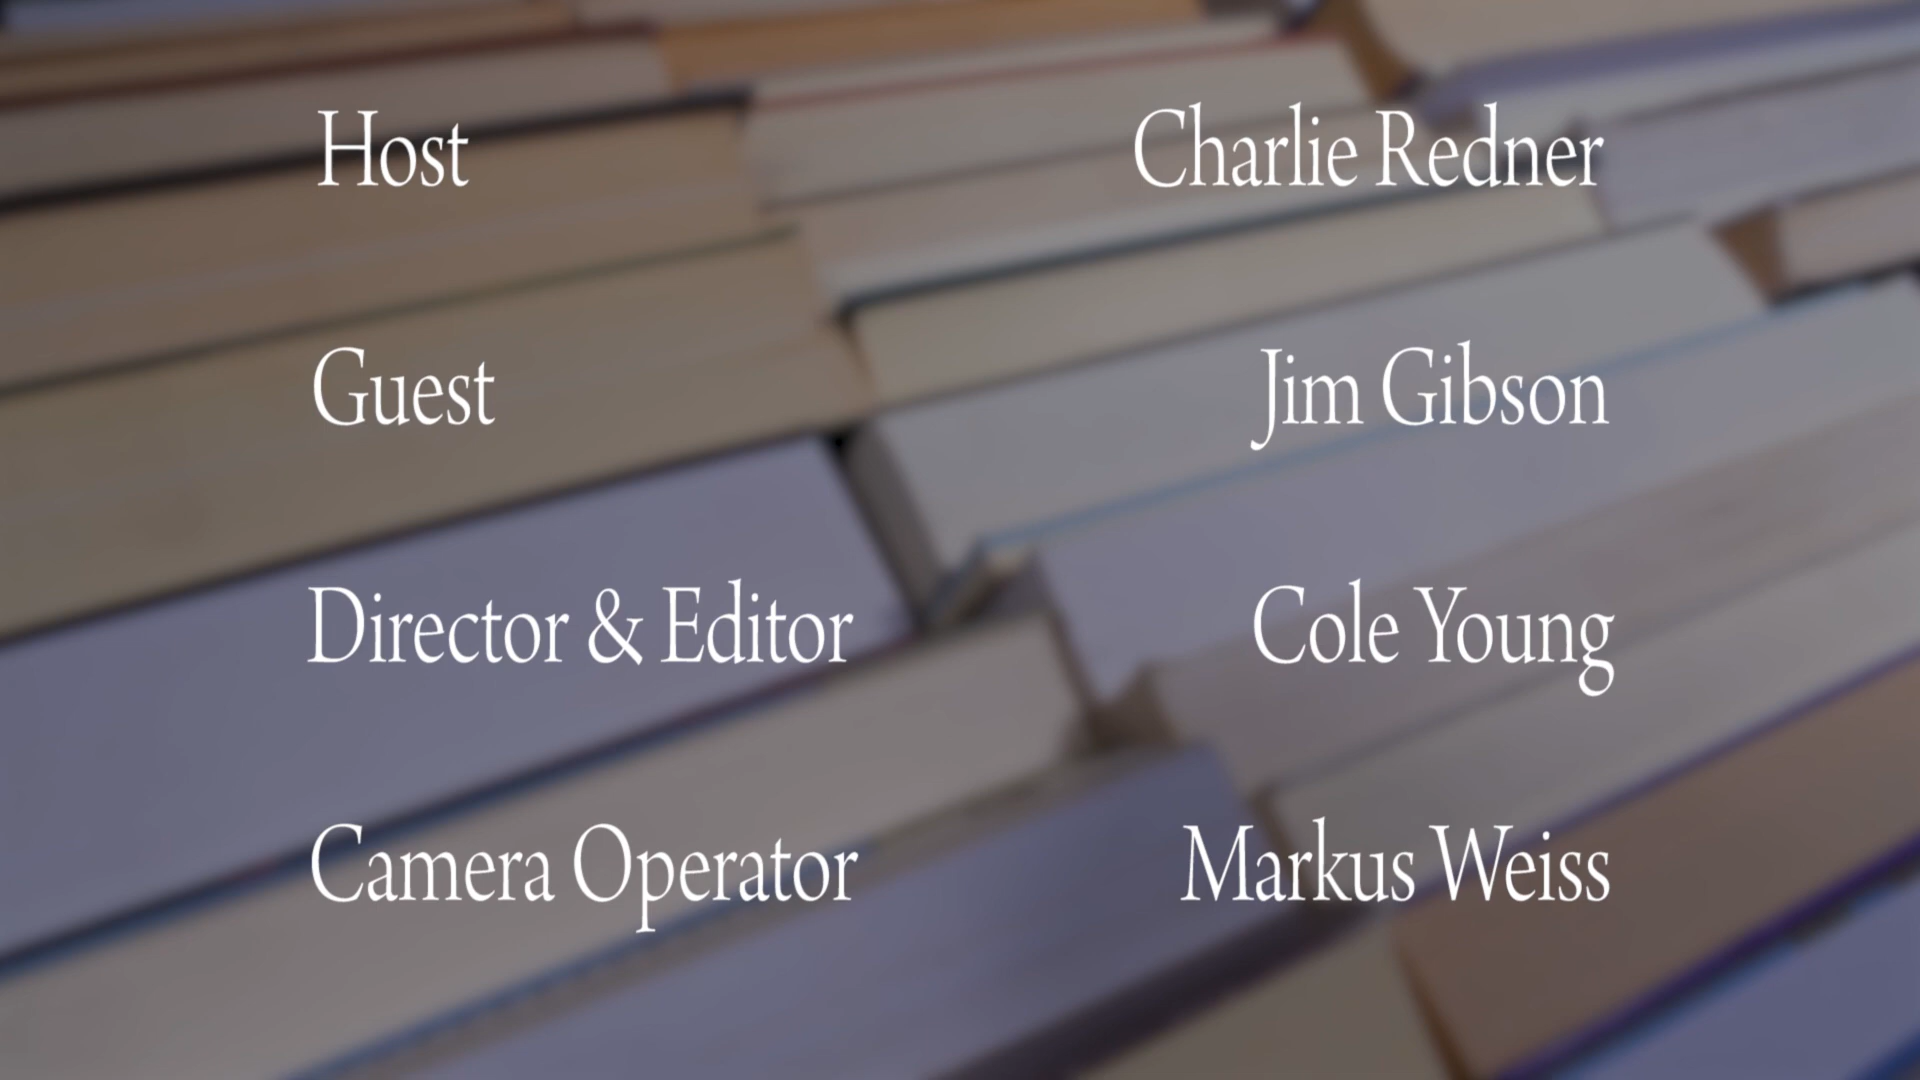 Host Charlie Redner
Guest Jim Gibson
Director & Editor Cole Young
Camera Operator Markus Weiss